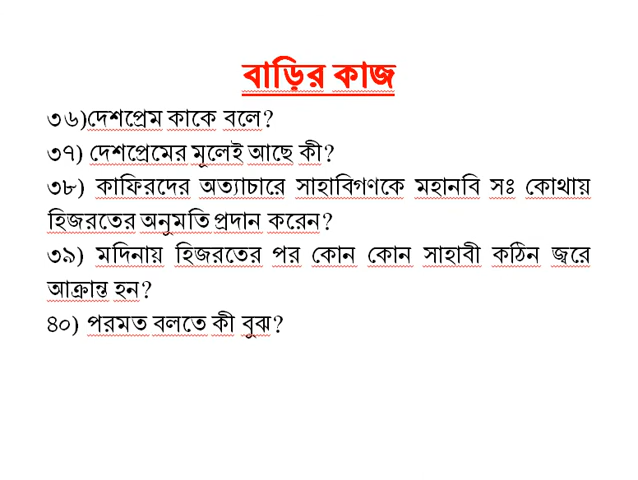 বাড়ির কাজ
৩৬)দেশপ্রেম কাকে বলে?
৩৭) দেশপ্রেমের মূলেই আছে কী?
৩৮) কাফিরদের অত্যাচারে সাহাবিগণকে মহানবি সঃ কোথায়
হিজরতের অনুমতি প্রদান করেন?
৩৯) মদিনায় হিজরতের পর কোন কোন সাহাবী কঠিন জ্বরে
আক্রান্ত হন?
৪০) পরমত বলতে কী বুঝ?